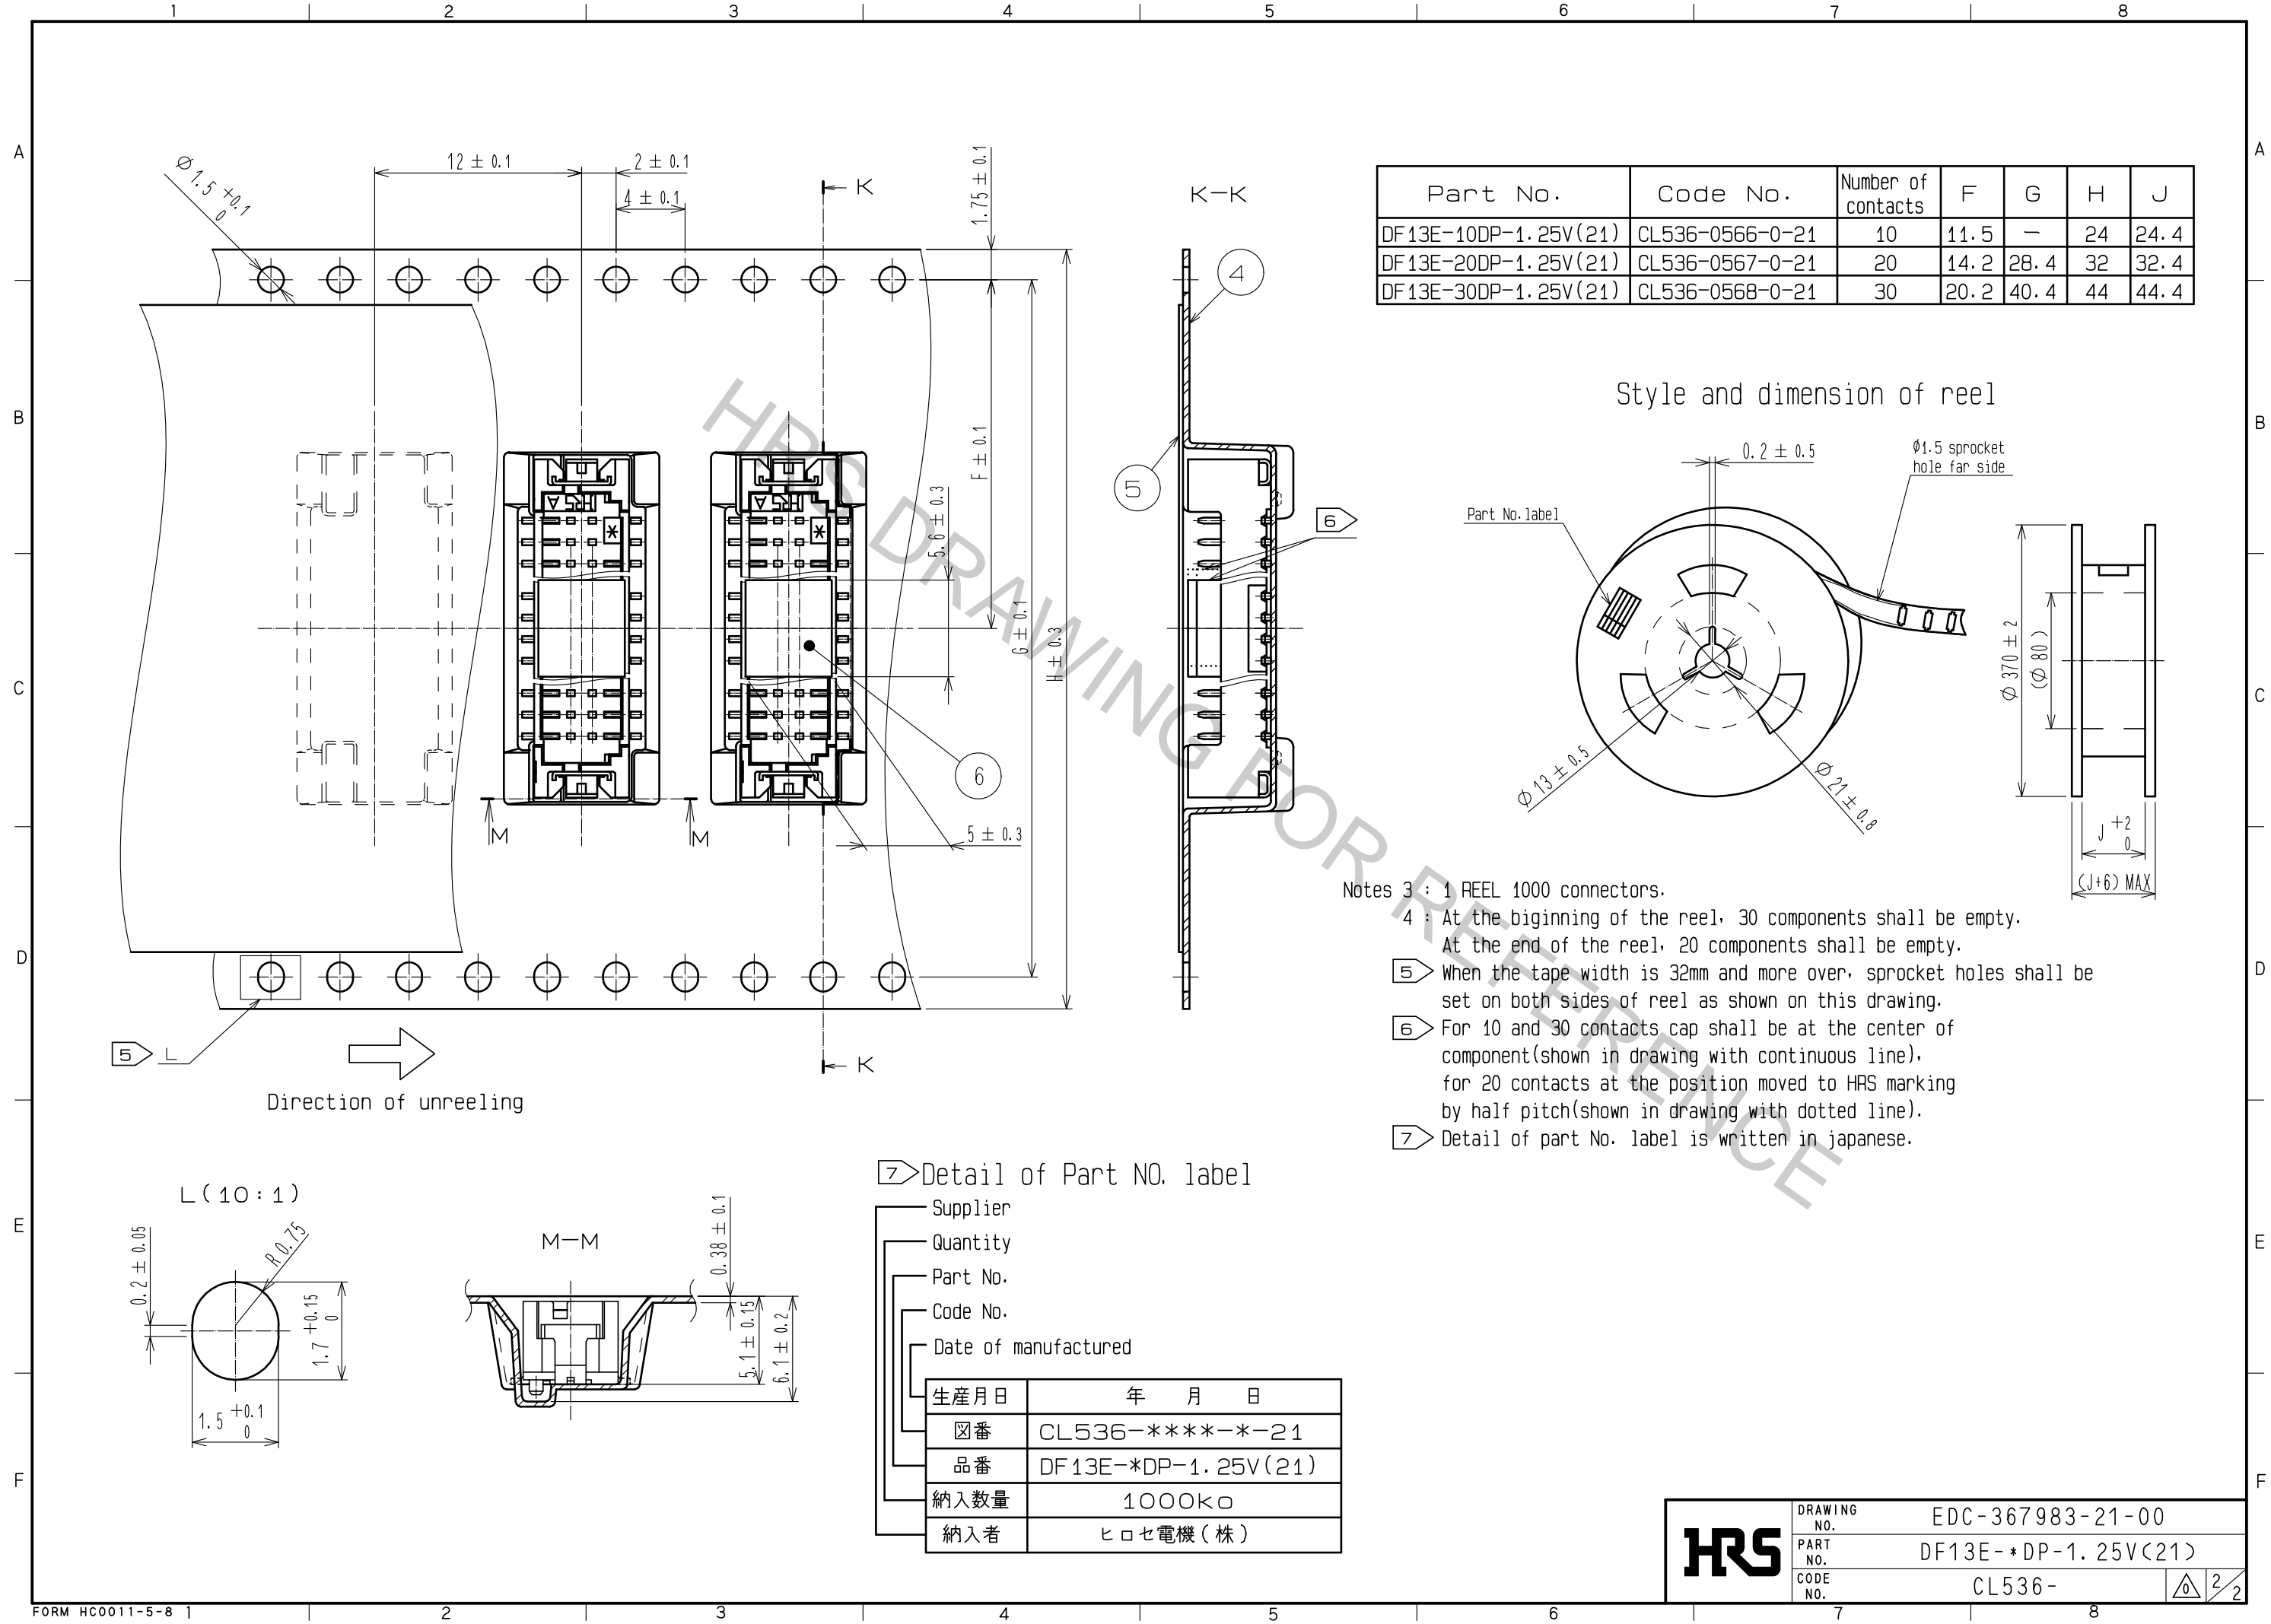 1 2 3 4 5 6 7 8
A A
B B
C C
D D
E E
F F
Ø1.5 +0.1 0
12 ± 0.1
2 ± 0.1
4 ± 0.1
K
1.75 ± 0.1
F ± 0.1
5.6 ± 0.3
G ± 0.1
H ± 0.3
6
5 ± 0.3
M
M
K
5 L
Direction of unreeling
K-K
4
5
6
Part No. Code No. Number of contacts F G H J
DF13E-10DP-1.25V(21) CL536-0566-0-21 10 11.5 - 24 24.4
DF13E-20DP-1.25V(21) CL536-0567-0-21 20 14.2 28.4 32 32.4
DF13E-30DP-1.25V(21) CL536-0568-0-21 30 20.2 40.4 44 44.4
Style and dimension of reel
0.2 ± 0.5
Ø1.5 sprocket
hole far side
Part No.label
Ø13 ± 0.5
Ø21 ± 0.8
Ø370 ± 2
(Ø80)
J +2 0
(J+6) MAX
HRS DRAWING FOR REFERENCE
Notes 3 : 1 REEL 1000 connectors.
4 : At the biginning of the reel, 30 components shall be empty.
At the end of the reel, 20 components shall be empty.
5 When the tape width is 32mm and more over, sprocket holes shall be
set on both sides of reel as shown on this drawing.
6 For 10 and 30 contacts cap shall be at the center of
component(shown in drawing with continuous line),
for 20 contacts at the position moved to HRS marking
by half pitch(shown in drawing with dotted line).
7 Detail of part No. label is written in japanese.
L(10:1)
0.2 ± 0.05
R0.75
1.7 +0.15 0
1.5 +0.1 0
M-M
0.38 ± 0.1
5.1 ± 0.15
6.1 ± 0.2
7 Detail of Part NO. label
Supplier
Quantity
Part No.
Code No.
Date of manufactured
生産月日 年 月 日
図番 CL536-****-*-21
品番 DF13E-*DP-1.25V(21)
納入数量 1000ko
納入者 ヒロセ電機(株)
HRS
DRAWING NO. EDC-367983-21-00
PART NO. DF13E-*DP-1.25V(21)
CODE NO. CL536- 0 2/2
FORM HC0011-5-8 1 2 3 4 5 6 7 8